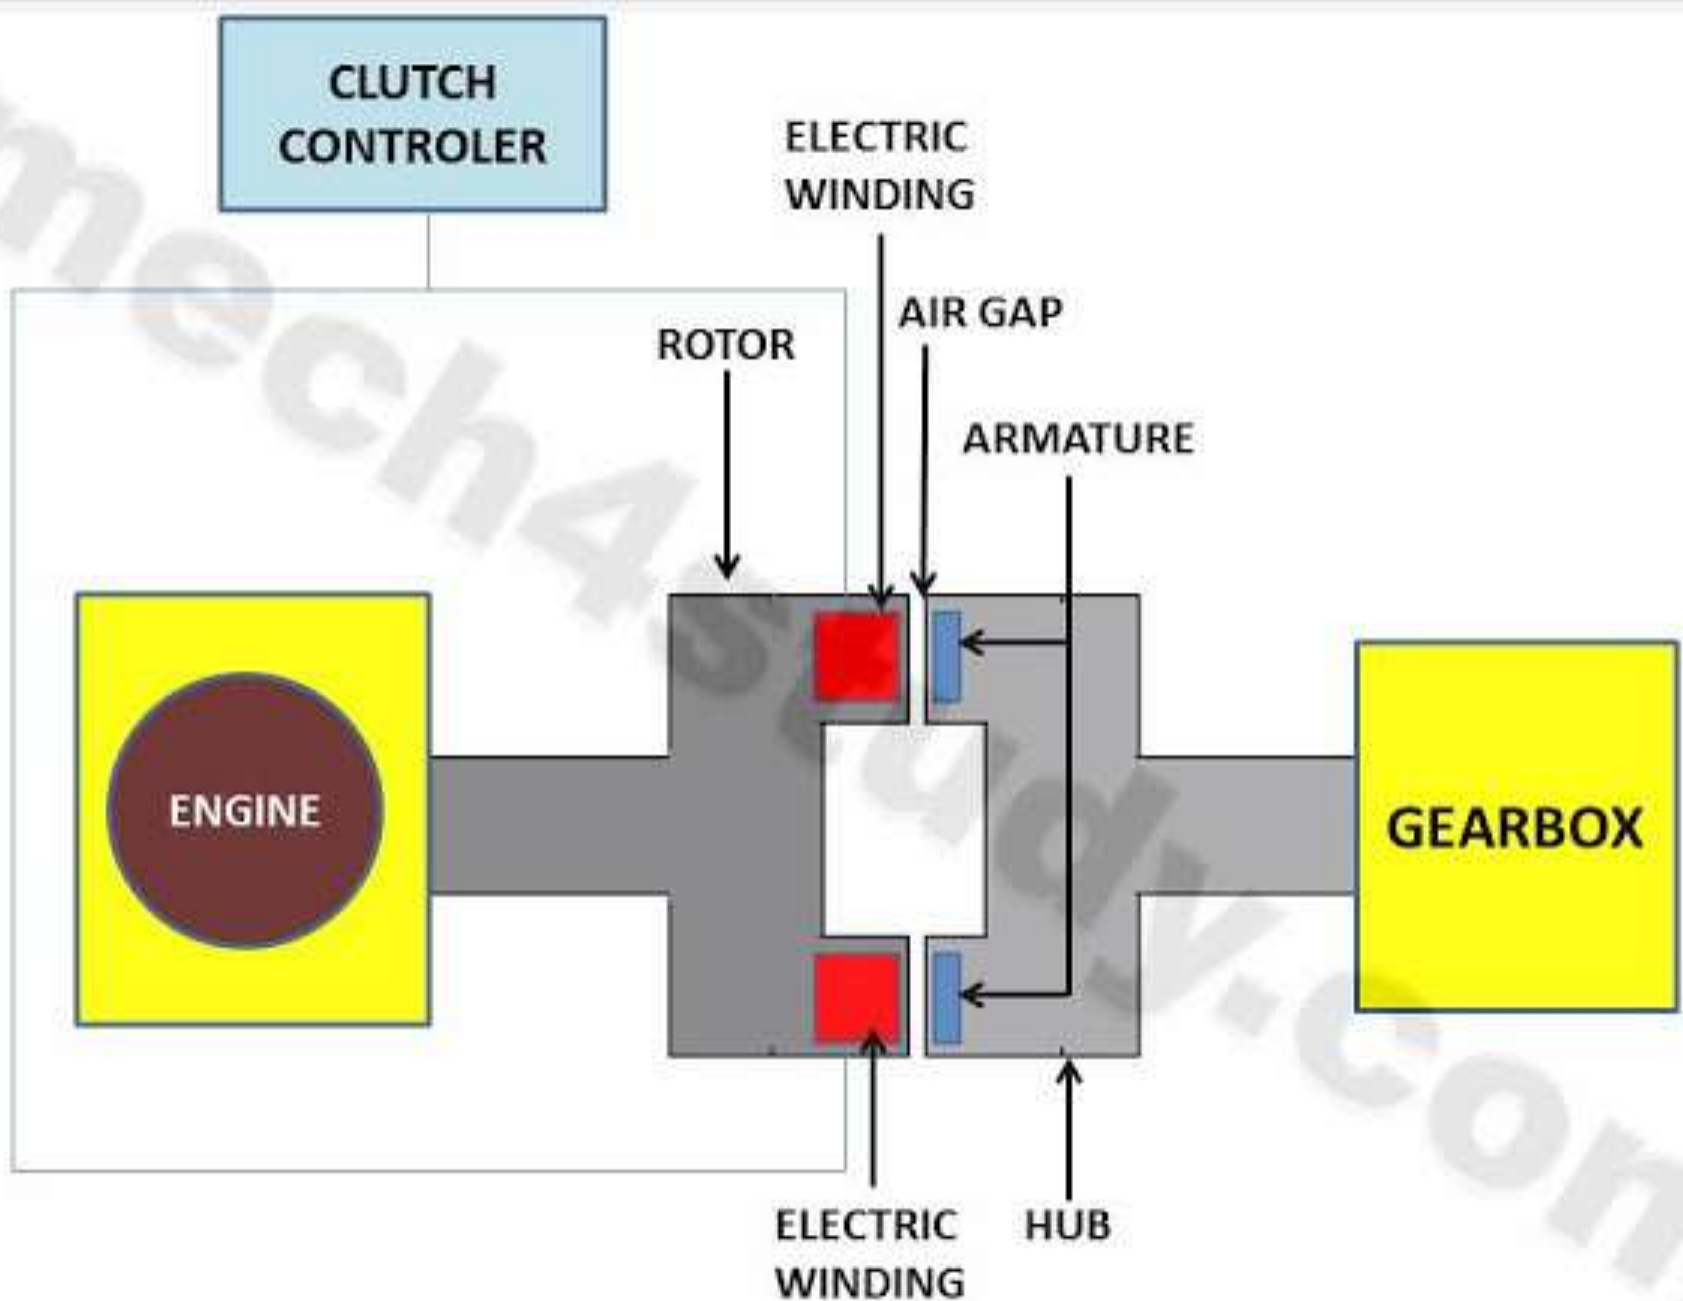 CLUTCH
CONTROLER
ELECTRIC
WINDING
AIR GAP
ROTOR
ARMATURE
ENGINE
GEARBOX
ELECTRIC
WINDING
HUB
mech4study.com